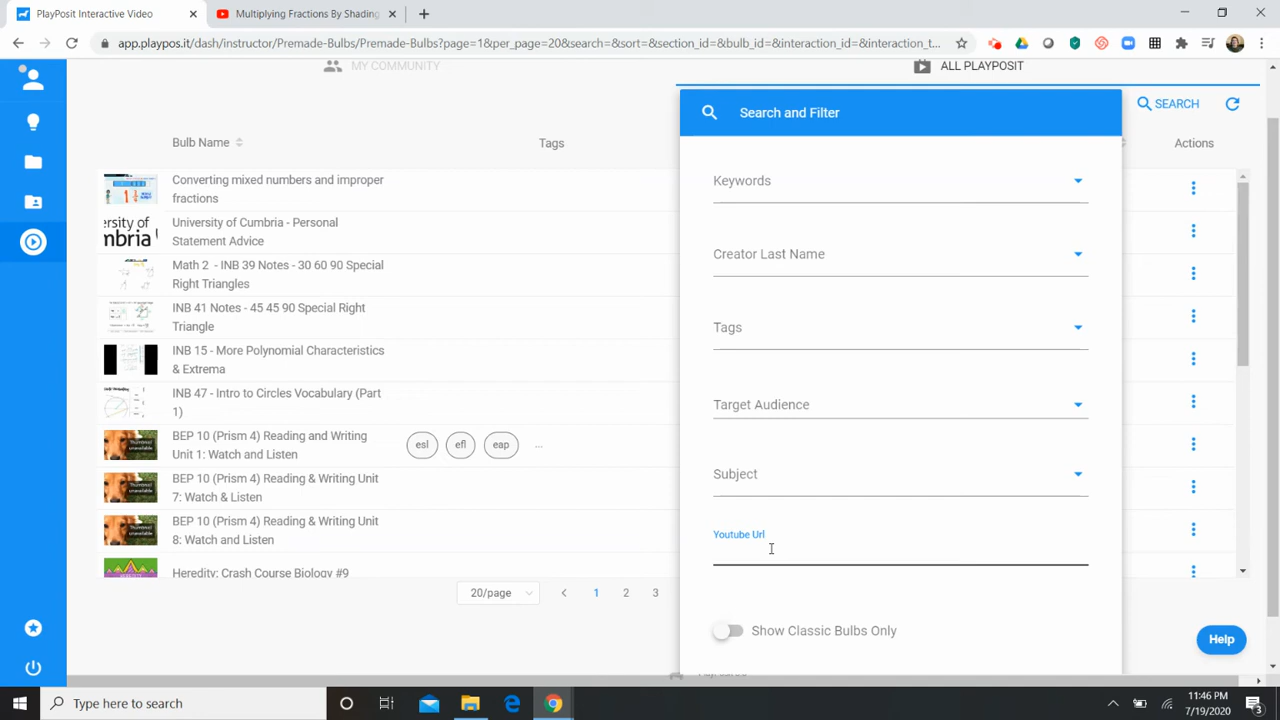 PlayPosit Interactive Video
Multiplying Fractions By Shading
app.playpos.it/dash/instructor/Premade-Bulbs/Premade-Bulbs?page=1&per_page=20&search=&sort=&section_id=&bulb_id=&interaction_id=&interaction_t...
MY COMMUNITY
ALL PLAYPOSIT
Search and Filter
SEARCH
Bulb Name
Tags
Actions
Keywords
Converting mixed numbers and improper
fractions
University of Cumbria - Personal
Statement Advice
Creator Last Name
Math 2 - INB 39 Notes - 30 60 90 Special
Right Triangles
INB 41 Notes - 45 45 90 Special Right
Triangle
Tags
INB 15 - More Polynomial Characteristics
& Extrema
INB 47 - Intro to Circles Vocabulary (Part
1)
Target Audience
BEP 10 (Prism 4) Reading and Writing
Unit 1: Watch and Listen
esl
efl
eap
...
Subject
BEP 10 (Prism 4) Reading & Writing Unit
7: Watch & Listen
BEP 10 (Prism 4) Reading & Writing Unit
8: Watch and Listen
Youtube Url
Heredity: Crash Course Biology #9
20/page
1
2
3
Show Classic Bulbs Only
Help
Type here to search
11:46 PM
7/19/2020
3